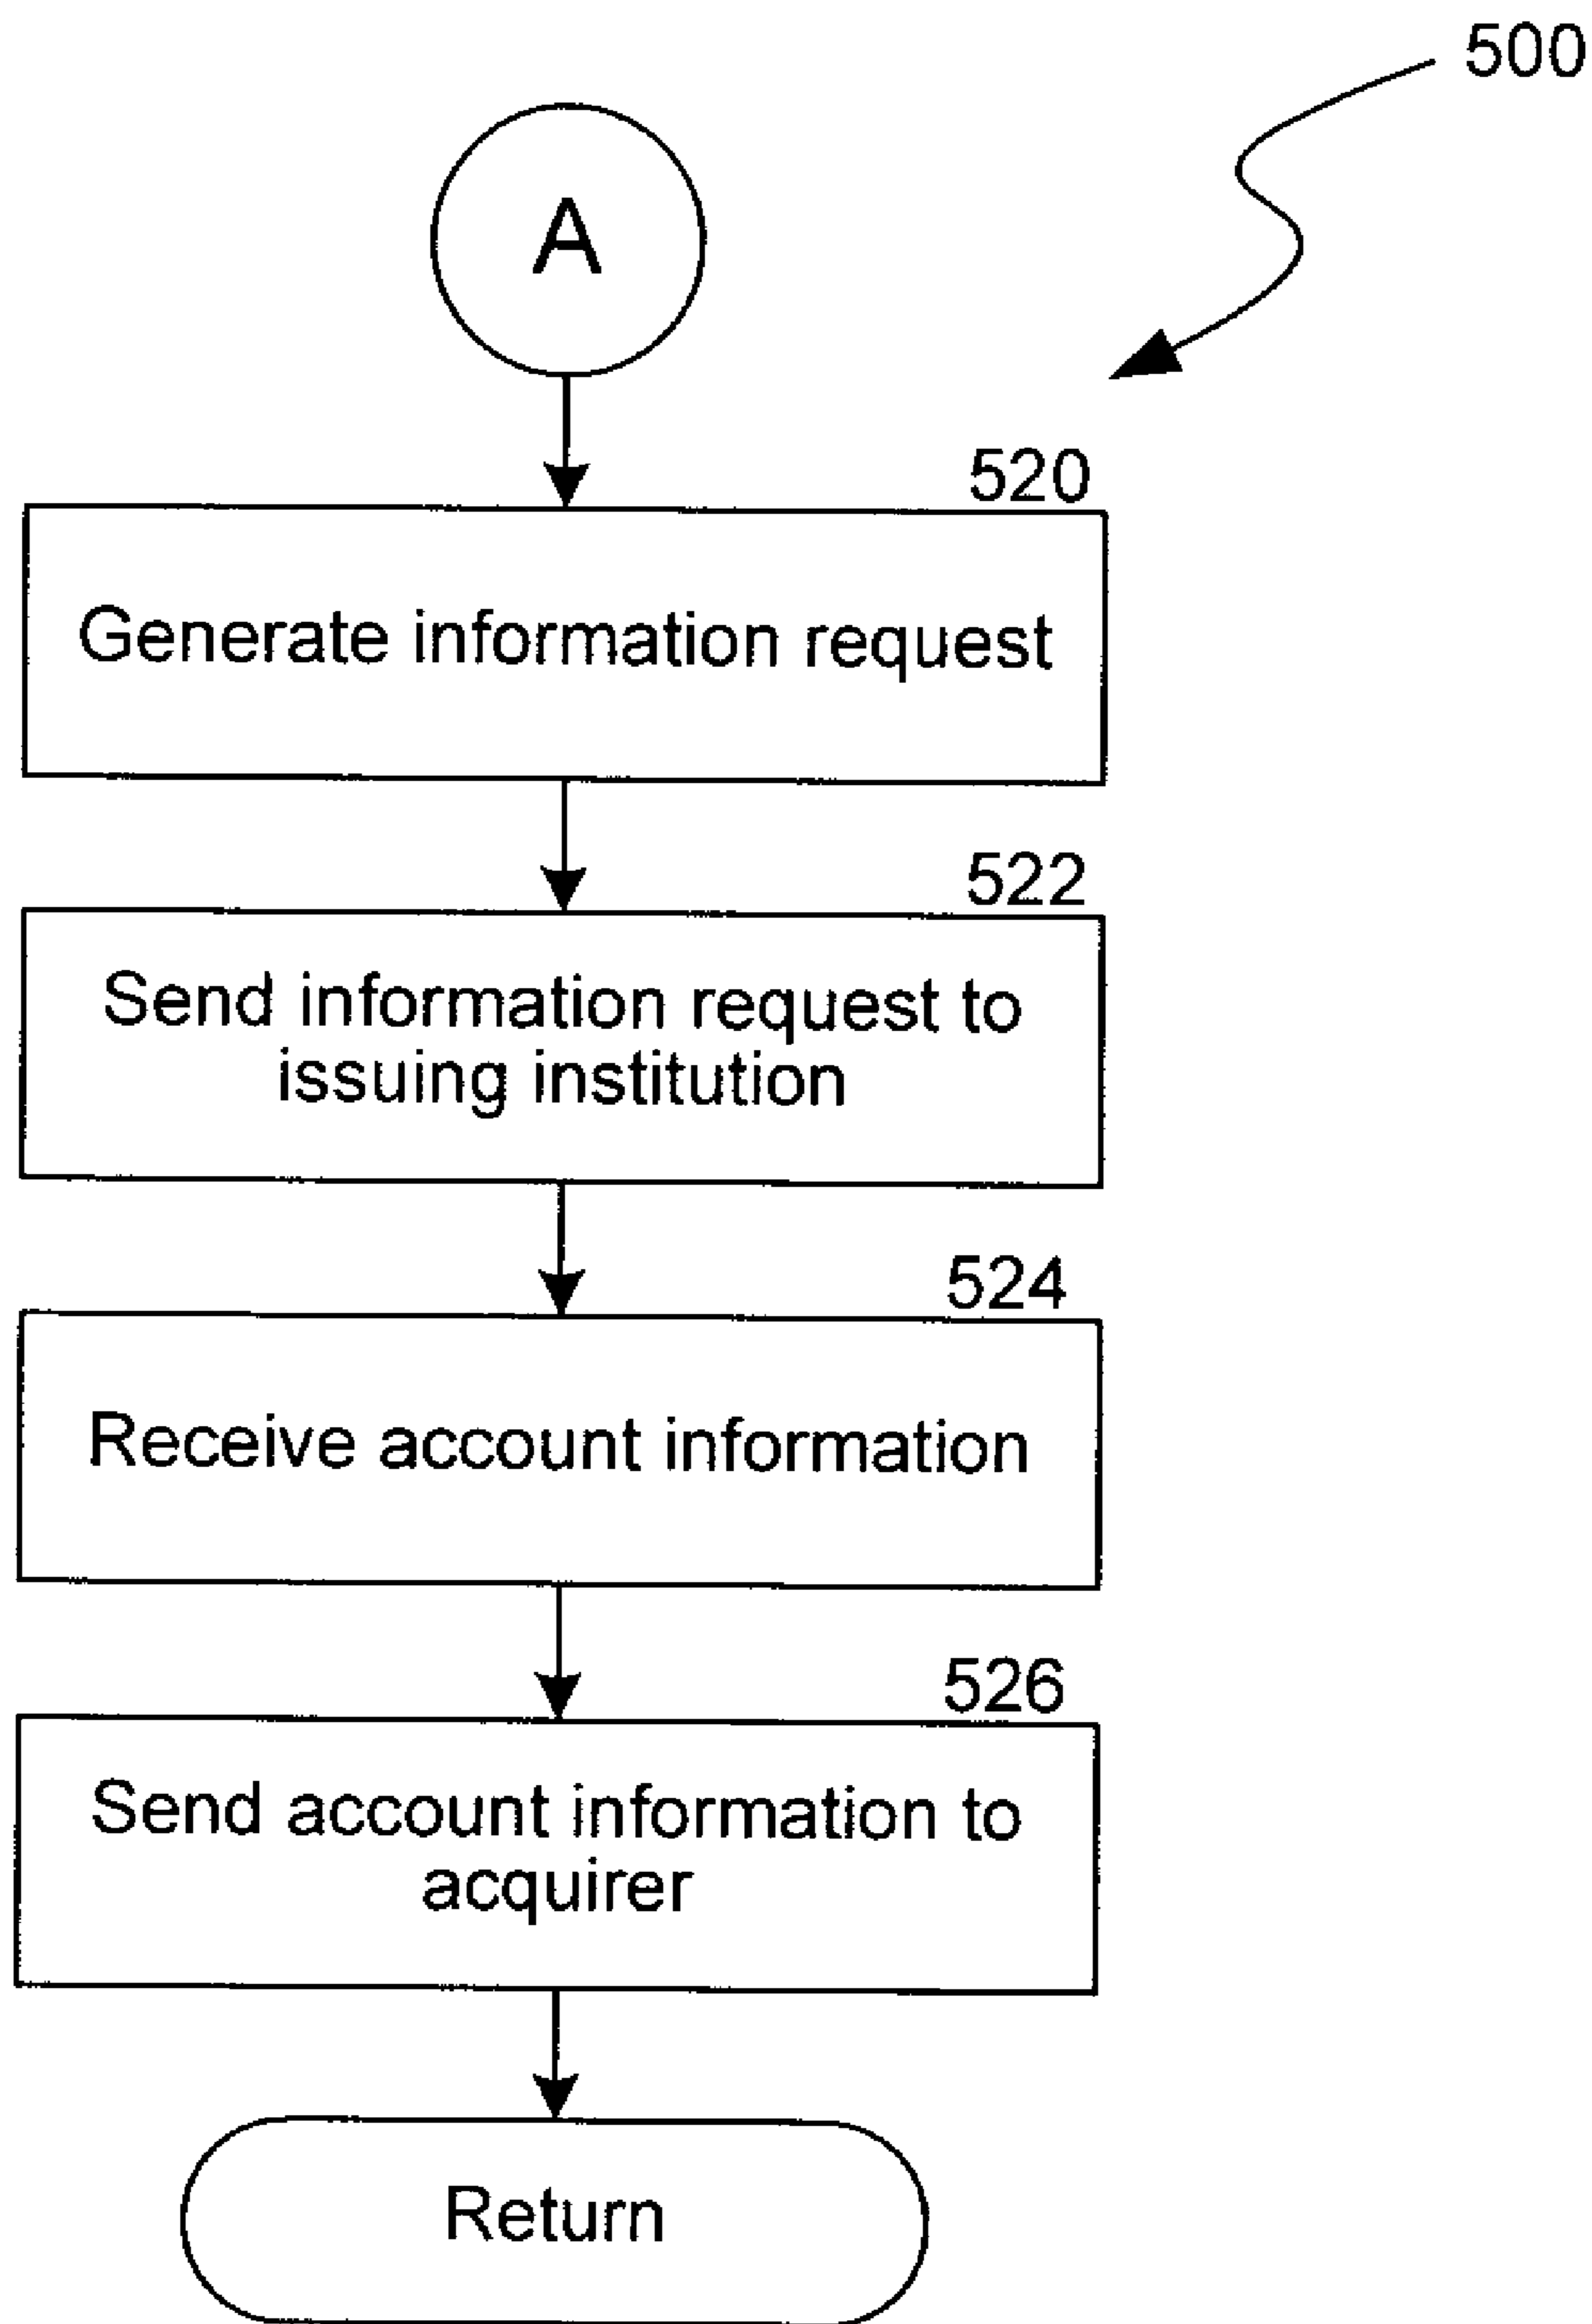 500
A
520
Generate information request
522
Send information request to
issuing institution
524
Receive account information
526
Send account information to
acquirer
Return